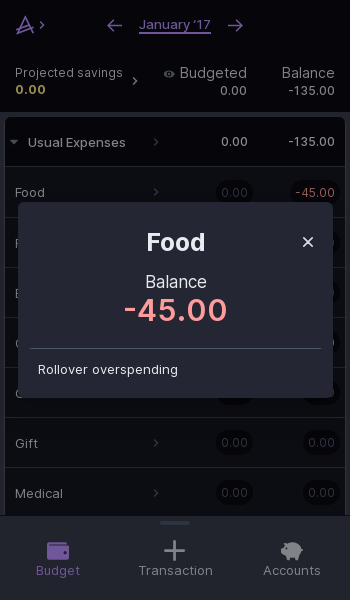 January '17
Projected savings
0.00
Budgeted
0.00
Balance
-135.00
Usual Expenses
0.00
-135.00
Food
0.00
-45.00
Food
Balance
-45.00
Rollover overspending
Gift
0.00
0.00
Medical
0.00
0.00
Budget
Transaction
Accounts